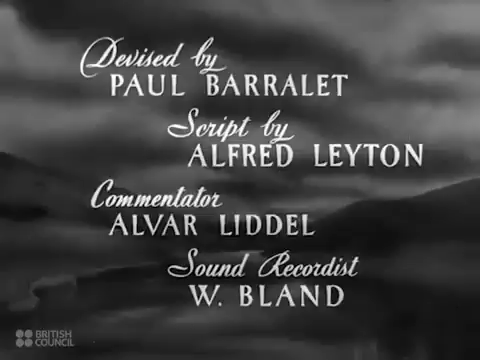 Devised by
PAUL BARRALET
Script by
ALFRED LEYTON
Commentator
ALVAR LIDDEL
Sound Recordist
W. BLAND
BRITISH
COUNCIL